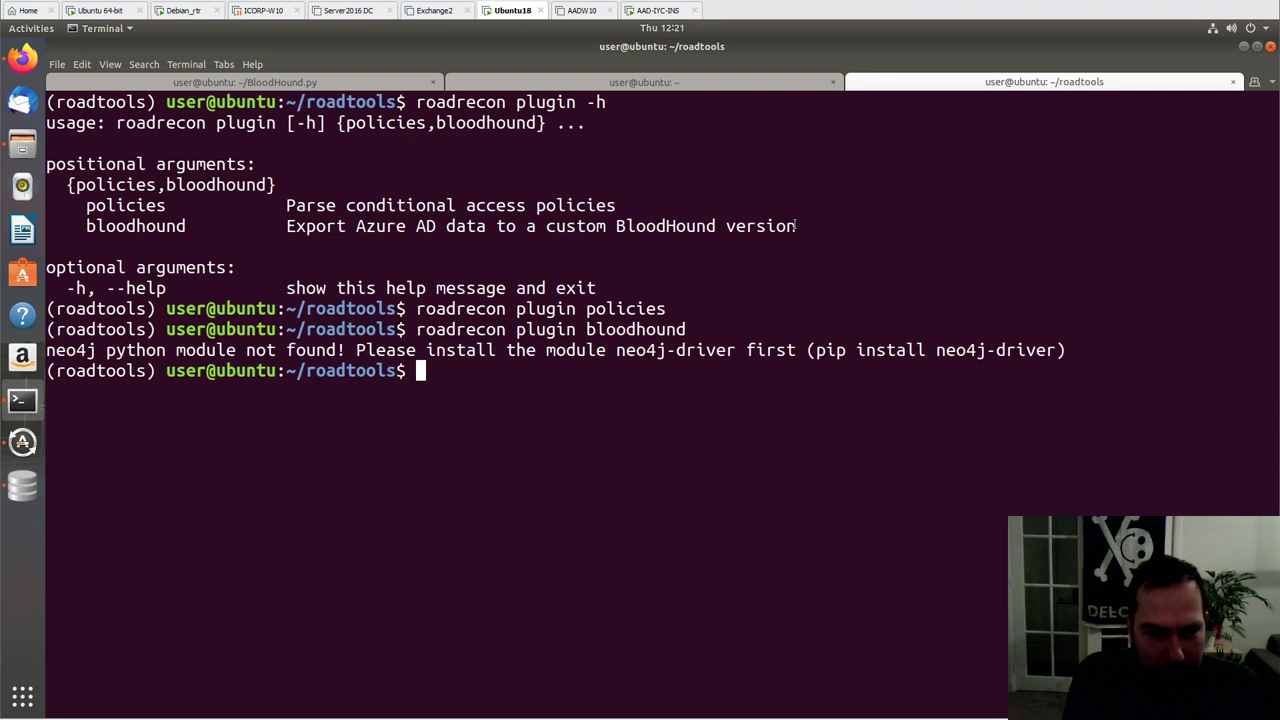 Home
Ubuntu 64-bit
Debian_rtr
ICORP-W10
Server2016 DC
Exchange2
Ubuntu18
AADW10
AAD-IYC-INS
Activities
Terminal
Thu 12:21
user@ubuntu: ~/roadtools
File Edit View Search Terminal Tabs Help
user@ubuntu: ~/BloodHound.py
user@ubuntu: ~
user@ubuntu: ~/roadtools
(roadtools) user@ubuntu:~/roadtools$ roadrecon plugin -h
usage: roadrecon plugin [-h] {policies,bloodhound} ...
positional arguments:
{policies,bloodhound}
policies Parse conditional access policies
bloodhound Export Azure AD data to a custom BloodHound version
optional arguments:
-h, --help show this help message and exit
(roadtools) user@ubuntu:~/roadtools$ roadrecon plugin policies
(roadtools) user@ubuntu:~/roadtools$ roadrecon plugin bloodhound
neo4j python module not found! Please install the module neo4j-driver first (pip install neo4j-driver)
(roadtools) user@ubuntu:~/roadtools$